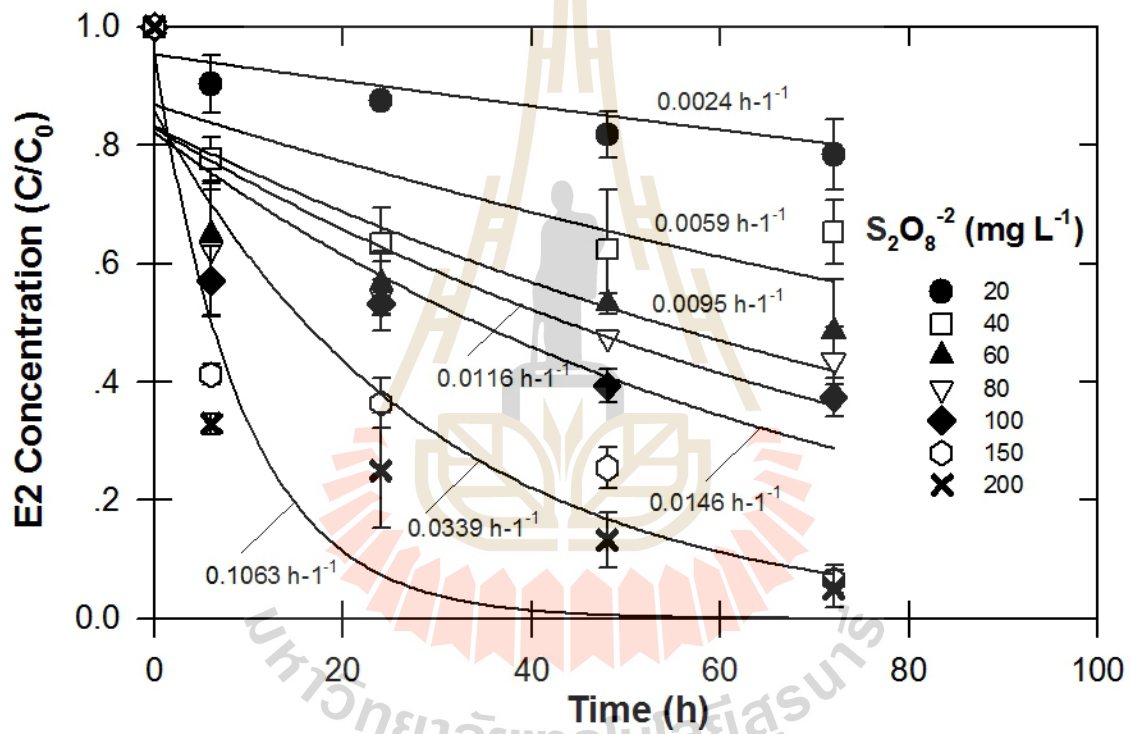 E2 Concentration (C/C₀)
1.0
.8
.6
.4
.2
0.0
0.0024 h-1⁻¹
0.0059 h-1⁻¹
0.0095 h-1⁻¹
0.0116 h-1⁻¹
0.0146 h-1⁻¹
0.0339 h-1⁻¹
0.1063 h-1⁻¹
S₂O₈⁻² (mg L⁻¹)
20
40
60
80
100
150
200
0 20 40 60 80 100
Time (h)